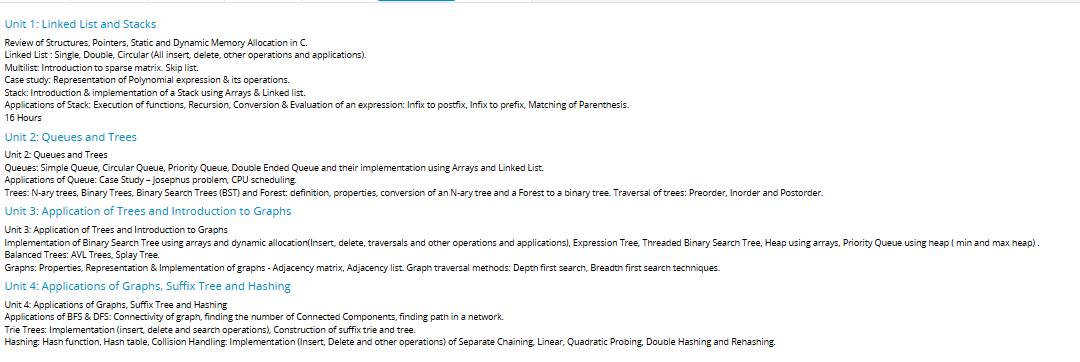 Unit 1: Linked List and Stacks
Review of Structures, Pointers, Static and Dynamic Memory Allocation in C.
Linked List : Single, Double, Circular (All insert, delete, other operations and applications).
Multilist: Introduction to sparse matrix. Skip list.
Case study: Representation of Polynomial expression & its operations.
Stack: Introduction & implementation of a Stack using Arrays & Linked list.
Applications of Stack: Execution of functions, Recursion, Conversion & Evaluation of an expression: Infix to postfix, Infix to prefix, Matching of Parenthesis.
16 Hours
Unit 2: Queues and Trees
Unit 2: Queues and Trees
Queues: Simple Queue, Circular Queue, Priority Queue, Double Ended Queue and their implementation using Arrays and Linked List.
Applications of Queue: Case Study – Josephus problem, CPU scheduling.
Trees: N-ary trees, Binary Trees, Binary Search Trees (BST) and Forest: definition, properties, conversion of an N-ary tree and a Forest to a binary tree. Traversal of trees: Preorder, Inorder and Postorder.
Unit 3: Application of Trees and Introduction to Graphs
Unit 3: Application of Trees and Introduction to Graphs
Implementation of Binary Search Tree using arrays and dynamic allocation(Insert, delete, traversals and other operations and applications), Expression Tree, Threaded Binary Search Tree, Heap using arrays, Priority Queue using heap ( min and max heap) .
Balanced Trees: AVL Trees, Splay Tree.
Graphs: Properties, Representation & Implementation of graphs - Adjacency matrix, Adjacency list. Graph traversal methods: Depth first search, Breadth first search techniques.
Unit 4: Applications of Graphs, Suffix Tree and Hashing
Unit 4: Applications of Graphs, Suffix Tree and Hashing
Applications of BFS & DFS: Connectivity of graph, finding the number of Connected Components, finding path in a network.
Trie Trees: Implementation (insert, delete and search operations), Construction of suffix trie and tree.
Hashing: Hash function, Hash table, Collision Handling: Implementation (Insert, Delete and other operations) of Separate Chaining, Linear, Quadratic Probing, Double Hashing and Rehashing.